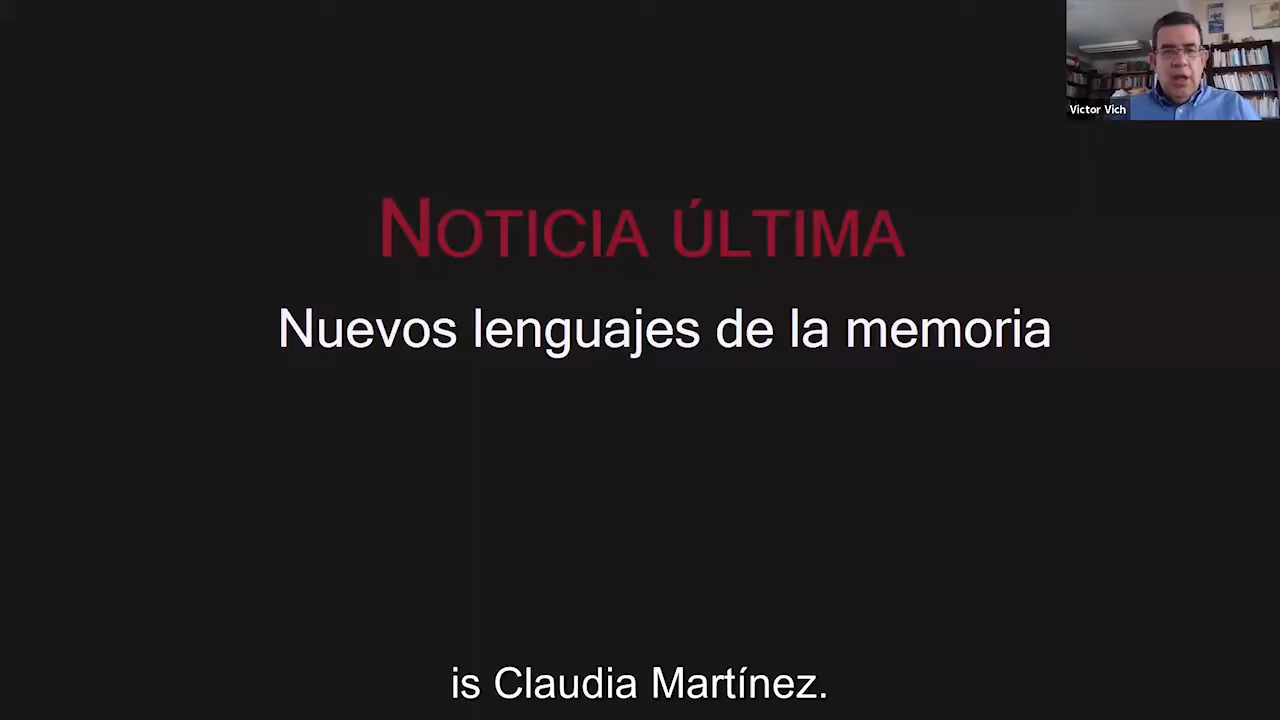 Victor Vich
NOTICIA ÚLTIMA
Nuevos lenguajes de la memoria
is Claudia Martínez.